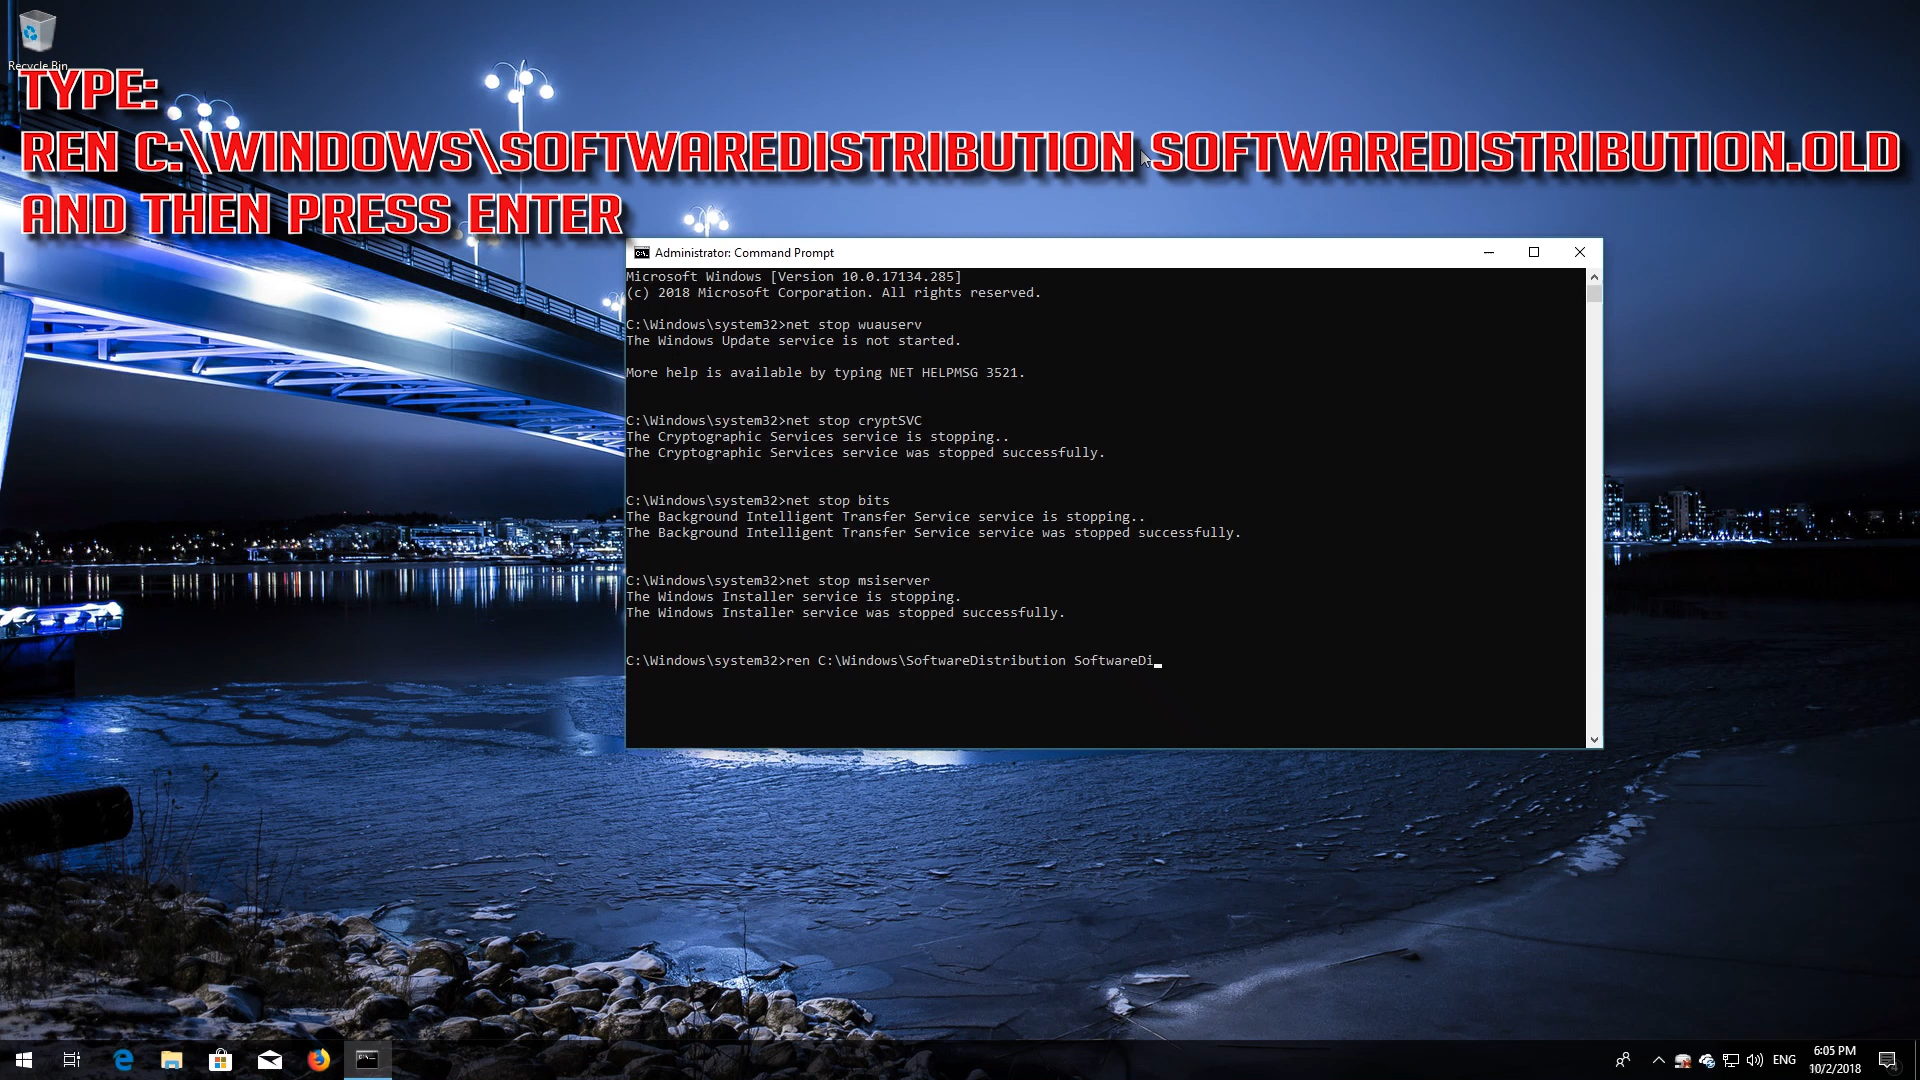 Recycle Bin
TYPE:
REN C:\WINDOWS\SOFTWAREDISTRIBUTION SOFTWAREDISTRIBUTION.OLD
AND THEN PRESS ENTER
Administrator: Command Prompt
Microsoft Windows [Version 10.0.17134.285]
(c) 2018 Microsoft Corporation. All rights reserved.
C:\Windows\system32>net stop wuauserv
The Windows Update service is not started.
More help is available by typing NET HELPMSG 3521.
C:\Windows\system32>net stop cryptSVC
The Cryptographic Services service is stopping..
The Cryptographic Services service was stopped successfully.
C:\Windows\system32>net stop bits
The Background Intelligent Transfer Service service is stopping..
The Background Intelligent Transfer Service service was stopped successfully.
C:\Windows\system32>net stop msiserver
The Windows Installer service is stopping.
The Windows Installer service was stopped successfully.
C:\Windows\system32>ren C:\Windows\SoftwareDistribution SoftwareDi
ENG
6:05 PM
10/2/2018